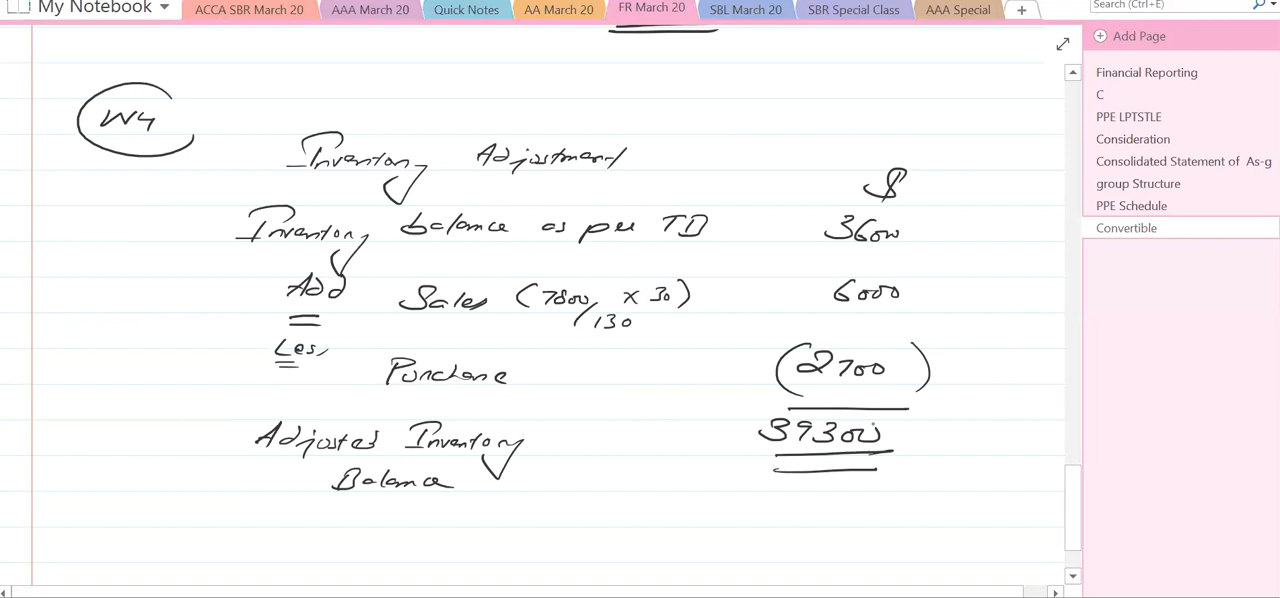 My Notebook
ACCA SBR March 20
AAA March 20
Quick Notes
AA March 20
FR March 20
SBL March 20
SBR Special Class
AAA Special
Search (Ctrl+E)
Add Page
Financial Reporting
C
PPE LPTSTLE
Consideration
Consolidated Statement of As-g
group Structure
PPE Schedule
Convertible
W4
Inventory Adjustment
$
Inventory balance as per TD 36000
Add Sales (7800/130 x 30) 6000
Less
Purchase (2700)
Adjusted Inventory 39300
Balance